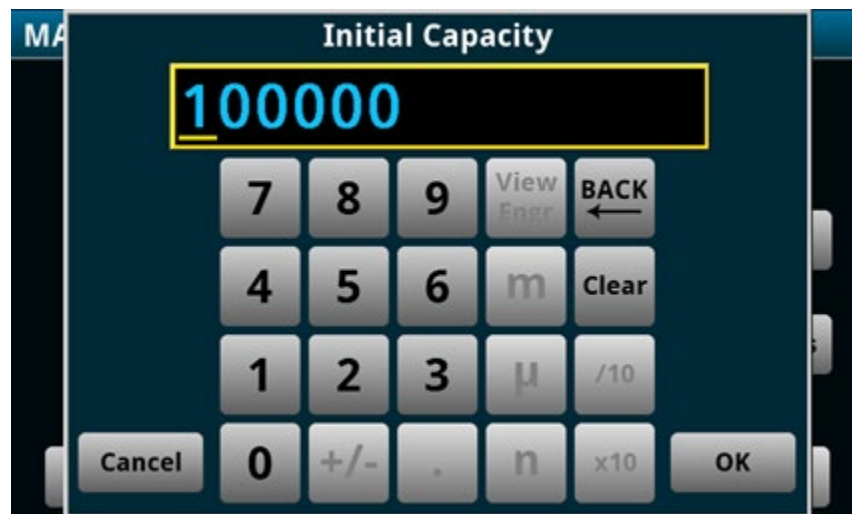 MA
Initial Capacity
100000
7 8 9 View Engr BACK
4 5 6 m Clear
1 2 3 µ /10
Cancel 0 +/- . n x10 OK
s